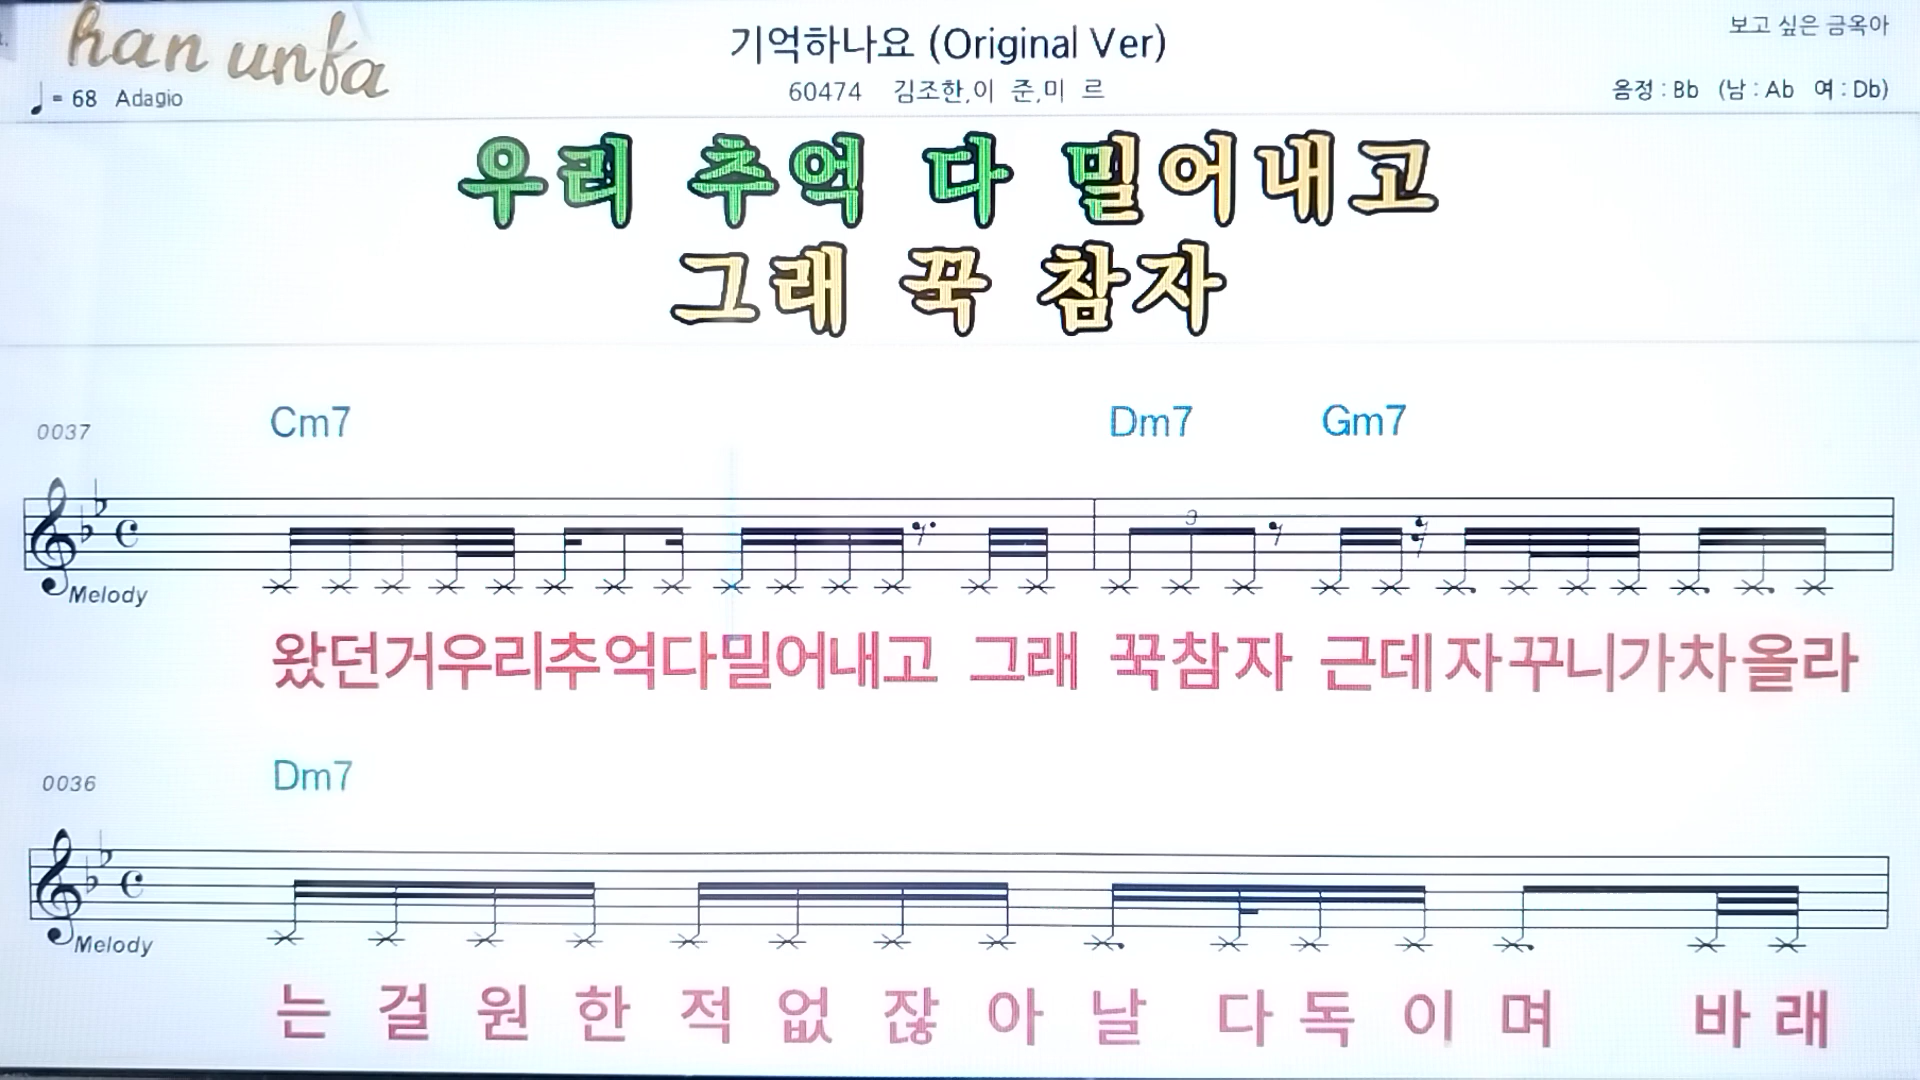 han unfa
기억하나요 (Original Ver)
보고 싶은 금옥아
♩= 68 Adagio
60474 김조한,이 준,미 르
음정 : Bb (남 : Ab 여 : Db)
우리 추억 다 밀어내고
그래 꾹 참자
Cm7 Dm7 Gm7
0037
3
Melody
왔던거우리추억다밀어내고 그래 꾹참자 근데자꾸니가차올라
Dm7
0036
Melody
는 걸 원 한 적 없 잖 아 날 다 독 이 며 바 래